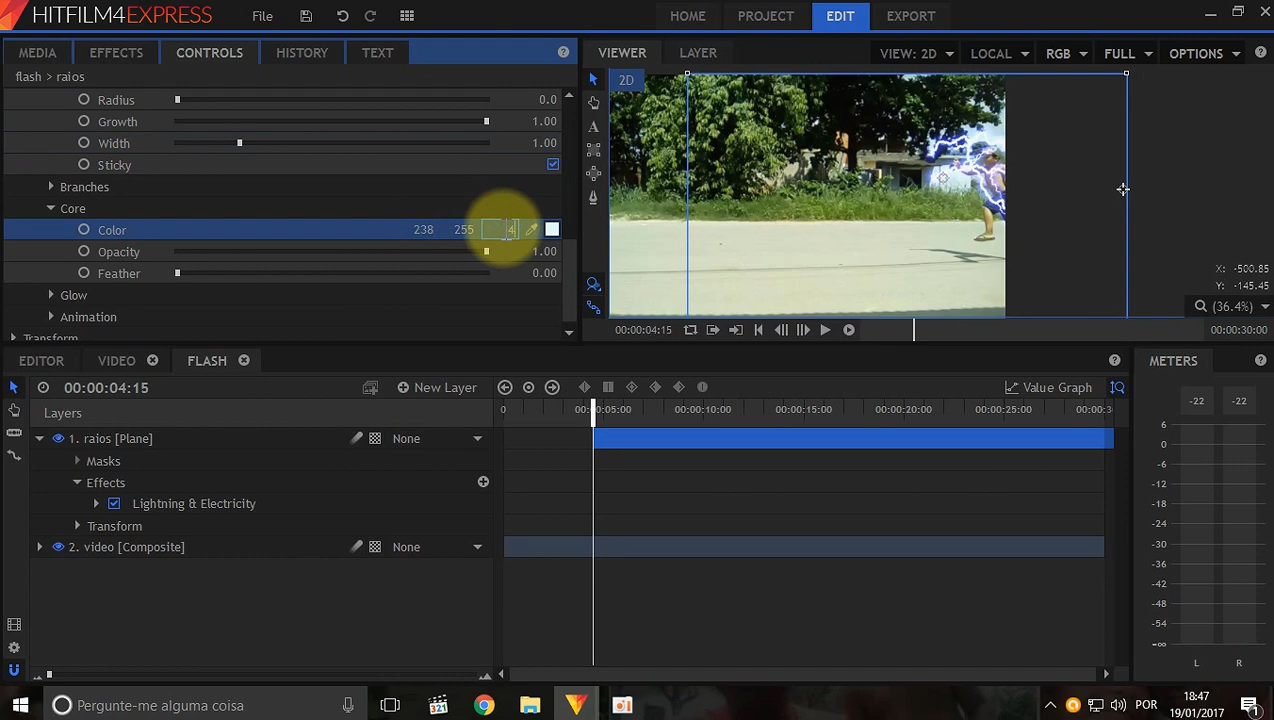 HITFILM4EXPRESS File HOME PROJECT EDIT EXPORT
MEDIA EFFECTS CONTROLS HISTORY TEXT ? VIEWER LAYER VIEW: 2D LOCAL RGB FULL OPTIONS ?
flash > raios
2D
Radius 0.0
Growth 1.00
Width 1.00
Sticky
Branches
Core
Color 238 255 4
Opacity 1.00
Feather 0.00
Glow
Animation
Transform
X: -500.85
Y: -145.45
(36.4%)
00:00:04:15 00:00:30:00
EDITOR VIDEO FLASH ? METERS ?
00:00:04:15 New Layer Value Graph
Layers 0 00:00:05:00 00:00:10:00 00:00:15:00 00:00:20:00 00:00:25:00 00:00:3
-22 -22
1. raios [Plane] None
Masks
Effects
Lightning & Electricity
Transform
2. video [Composite] None
6
0
-6
-12
-18
-24
-30
-36
-42
-48
-54
-∞
L R
Pergunte-me alguma coisa
321
POR
18:47
19/01/2017
1